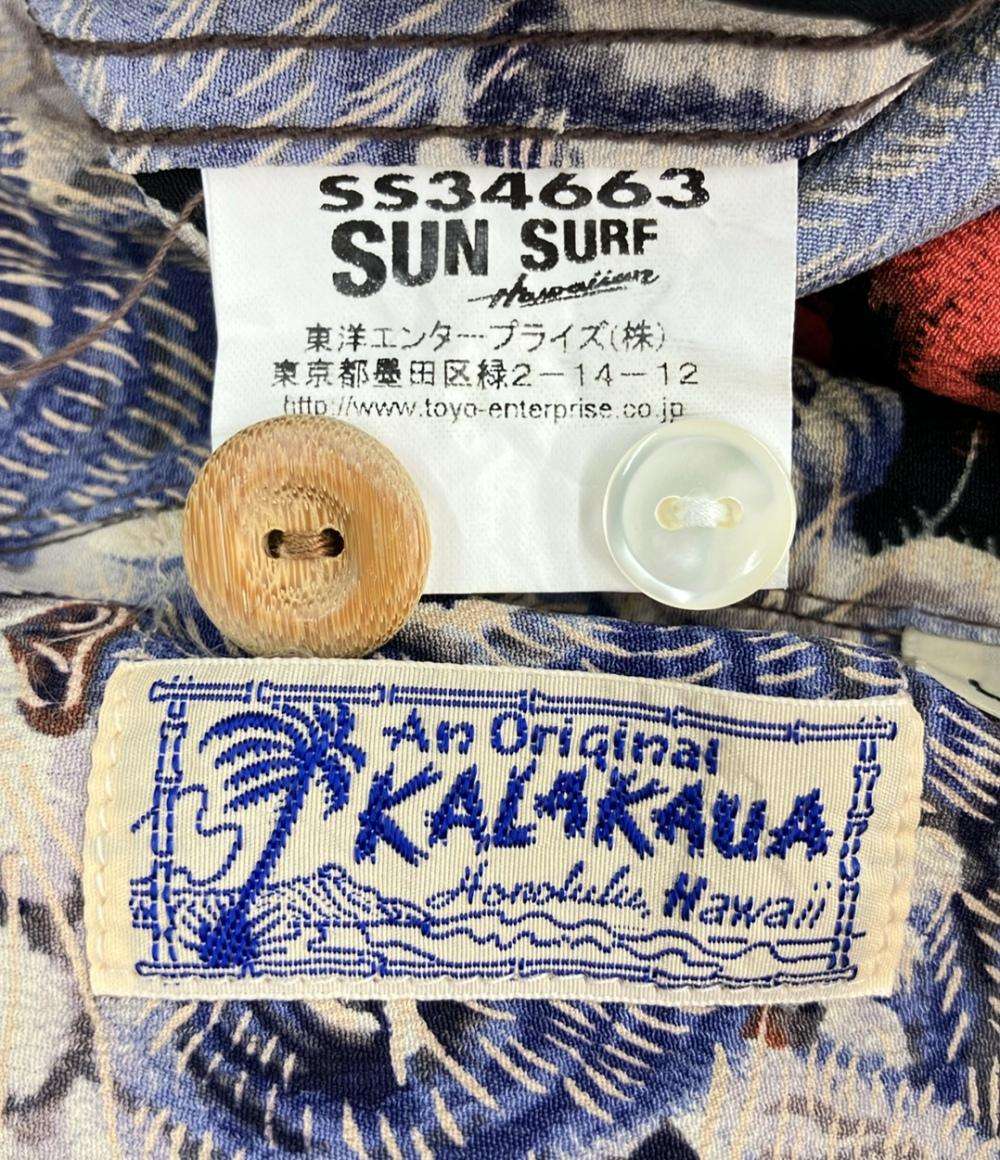 SS34663
SUN SURF
Hawaiian
東洋エンタープライズ(株)
東京都墨田区緑2-14-12
http://www.toyo-enterprise.co.jp
An Original
KALAKAUA
Honolulu, Hawaii